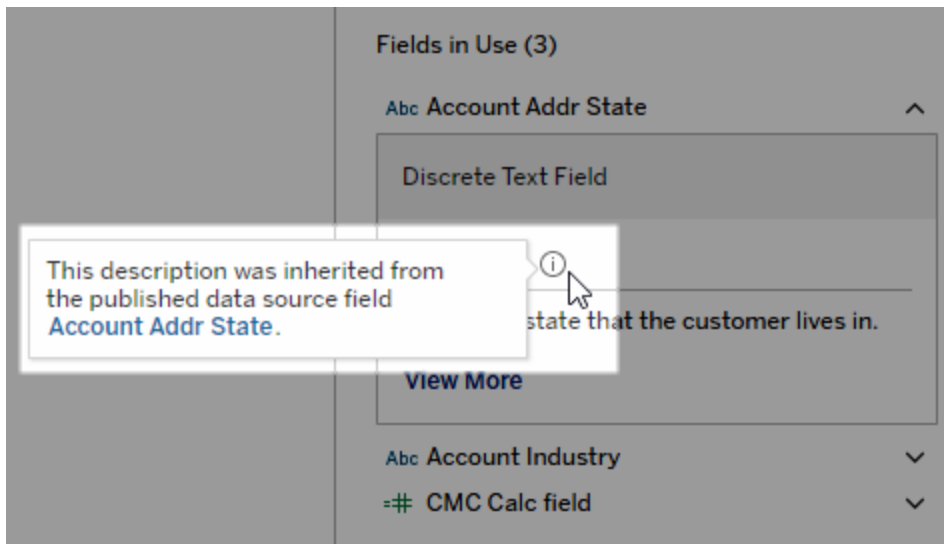 Fields in Use (3)
Abc Account Addr State
Discrete Text Field
This description was inherited from
the published data source field
Account Addr State.
state that the customer lives in.
View More
Abc Account Industry
=# CMC Calc field